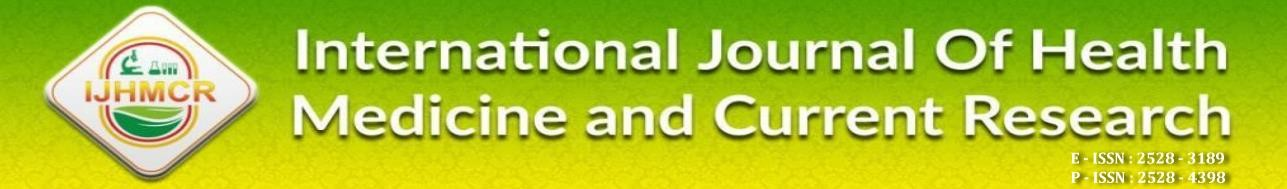 IJHMCR
International Journal Of Health
Medicine and Current Research
E - ISSN : 2528 - 3189
P - ISSN : 2528 - 4398